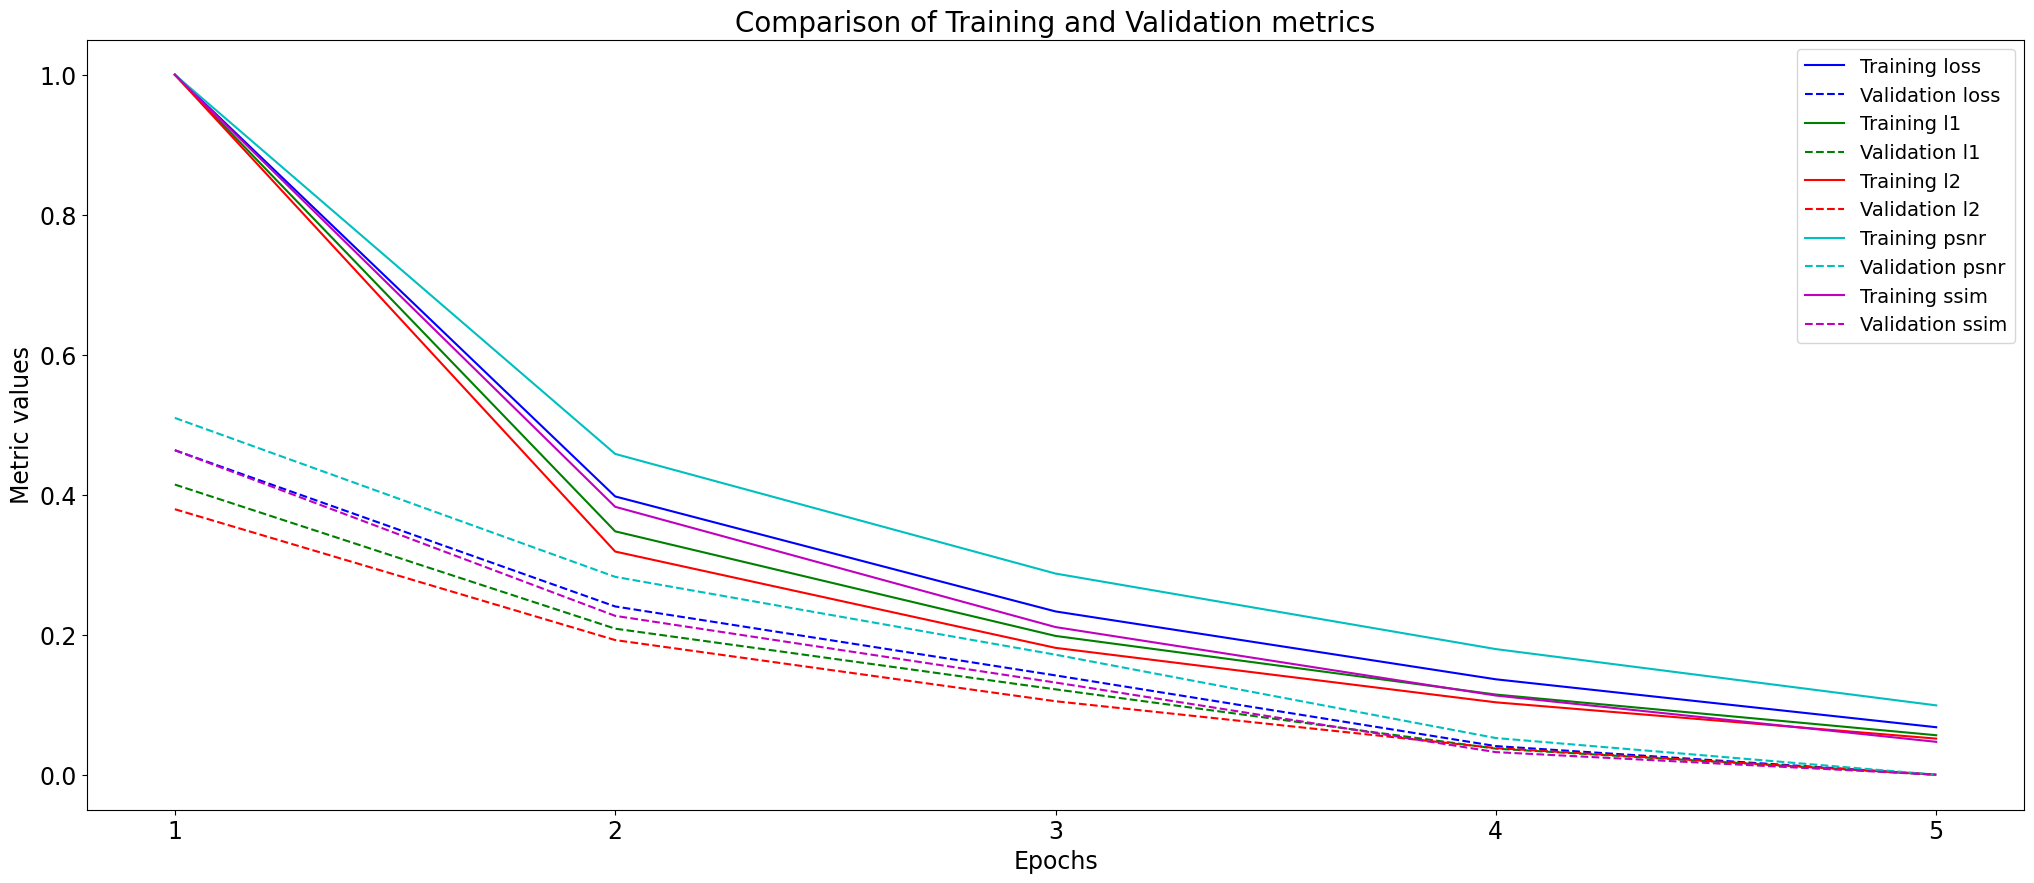 Comparison of Training and Validation metrics
Metric values
1.0
0.8
0.6
0.4
0.2
0.0
Training loss
Validation loss
Training l1
Validation l1
Training l2
Validation l2
Training psnr
Validation psnr
Training ssim
Validation ssim
1 2 3 4 5
Epochs